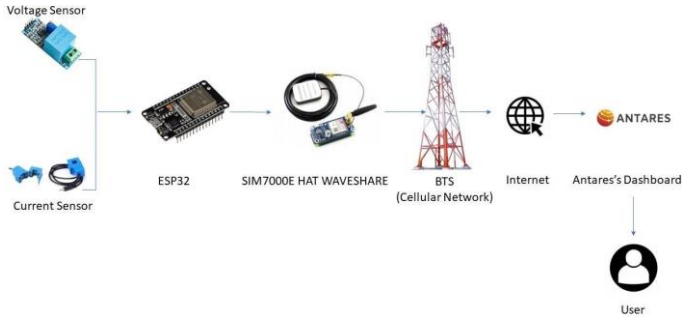 Voltage Sensor
Current Sensor
ESP32
SIM7000E HAT WAVESHARE
BTS
(Cellular Network)
Internet
ANTARES
Antares's Dashboard
User